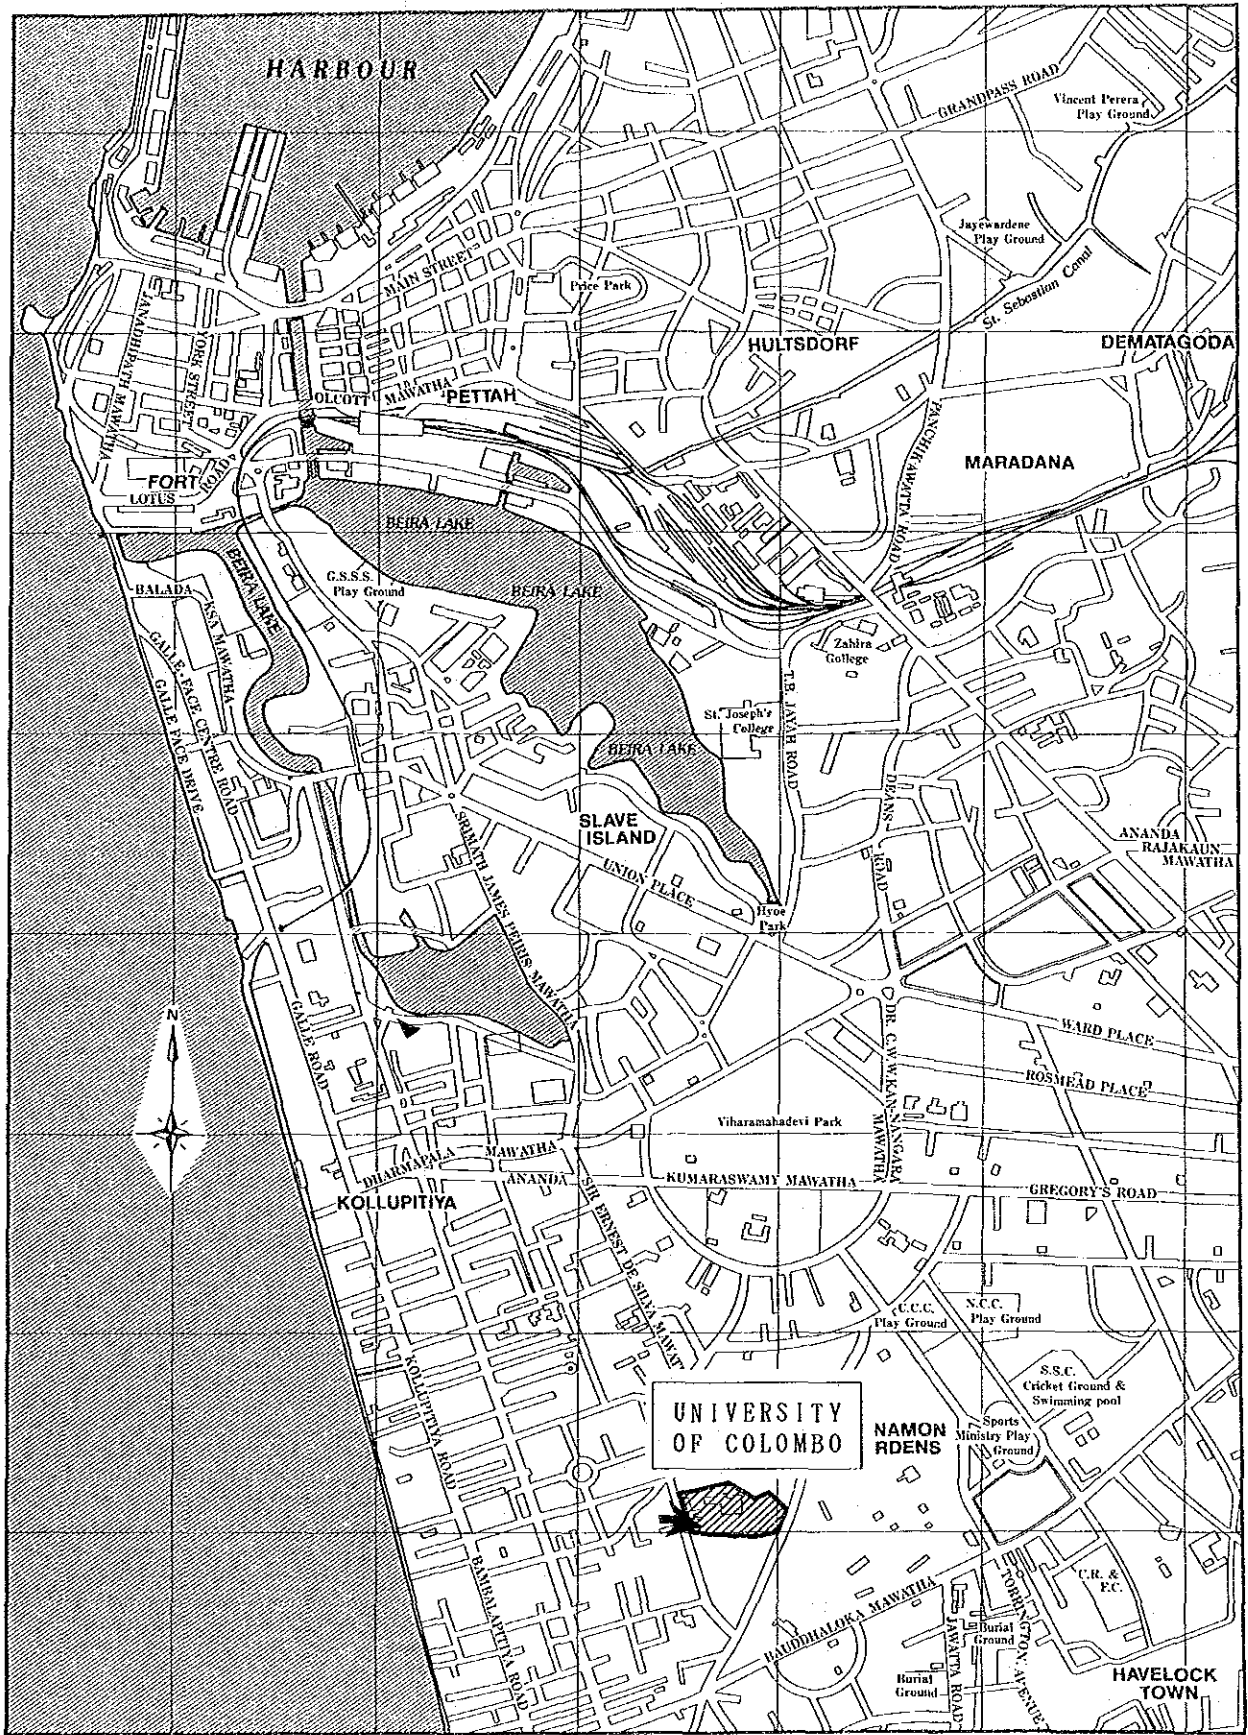 HARBOUR
GRANDPASS ROAD
Vincent Perera
Play Ground
Jayewardene
Play Ground
St. Sebastian Canal
MAIN STREET
Price Park
JANADHIPATH MAWATHA
YORK STREET
HULTSDORF
DEMATAGODA
OLCOTT MAWATHA
PETTAH
PANCHIKAWATTA ROAD
MARADANA
FORT
LOTUS
ROAD
BEIRA LAKE
BEIRA LAKE
BEIRA LAKE
G.S.S.S.
Play Ground
BALADA
KSA MAWATHA
GALLE FACE CENTRE ROAD
GALLE FACE DRIVE
Zahira
College
T.B. JAYAH ROAD
St. Joseph's
College
BEIRA LAKE
DEANS
ROAD
SLAVE
ISLAND
UNION PLACE
SRIMATH JAMES PEIRIS MAWATHA
ANANDA
RAJAKAUN
MAWATHA
Hyoe
Park
N
GALLE ROAD
DR. C.W.W.KAN-NANGARA
MAWATHA
WARD PLACE
ROSMEAD PLACE
Viharamahadevi Park
DHARMAPALA MAWATHA
ANANDA KUMARASWAMY MAWATHA
GREGORY'S ROAD
KOLLUPITIYA
SIR ERNEST DE SILVA MAWAT
C.C.C.
Play Ground
N.C.C.
Play Ground
S.S.C.
Cricket Ground &
Swimming pool
KOLLUPITIYA ROAD
UNIVERSITY
OF COLOMBO
NAMON
RDENS
Sports
Ministry Play
Ground
BAMBALAPITIYA ROAD
BAUDDHALOKA MAWATHA
C.R. &
F.C.
TORRINGTON AVENUE
Burial
Ground
JAWATTA ROAD
Burial
Ground
HAVELOCK
TOWN